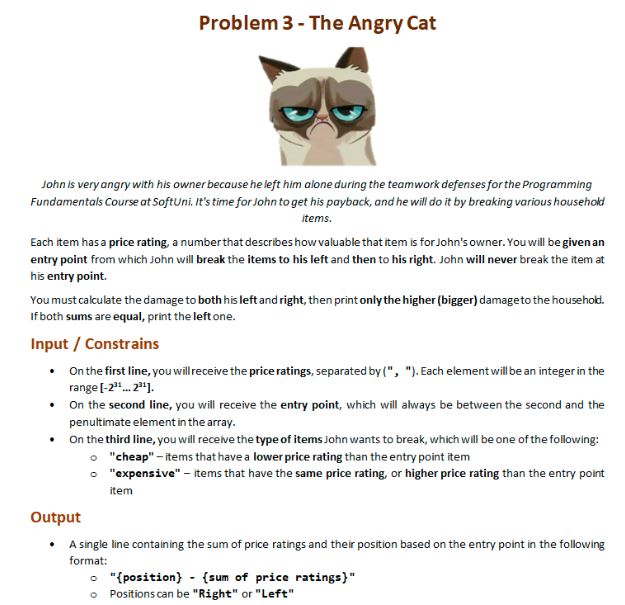 Problem 3 - The Angry Cat
John is very angry with his owner because he left him alone during the teamwork defenses for the Programming
Fundamentals Course at SoftUni. It's time for John to get his payback, and he will do it by breaking various household
items.
Each item has a price rating, a number that describes how valuable that item is for John's owner. You will be given an
entry point from which John will break the items to his left and then to his right. John will never break the item at
his entry point.
You must calculate the damage to both his left and right, then print only the higher (bigger) damage to the household.
If both sums are equal, print the left one.
Input / Constrains
• On the first line, you will receive the price ratings, separated by (", "). Each element will be an integer in the
range [-2³¹... 2³¹].
• On the second line, you will receive the entry point, which will always be between the second and the
penultimate element in the array.
• On the third line, you will receive the type of items John wants to break, which will be one of the following:
o "cheap" – items that have a lower price rating than the entry point item
o "expensive" – items that have the same price rating, or higher price rating than the entry point
item
Output
• A single line containing the sum of price ratings and their position based on the entry point in the following
format:
o "{position} - {sum of price ratings}"
o Positions can be "Right" or "Left"